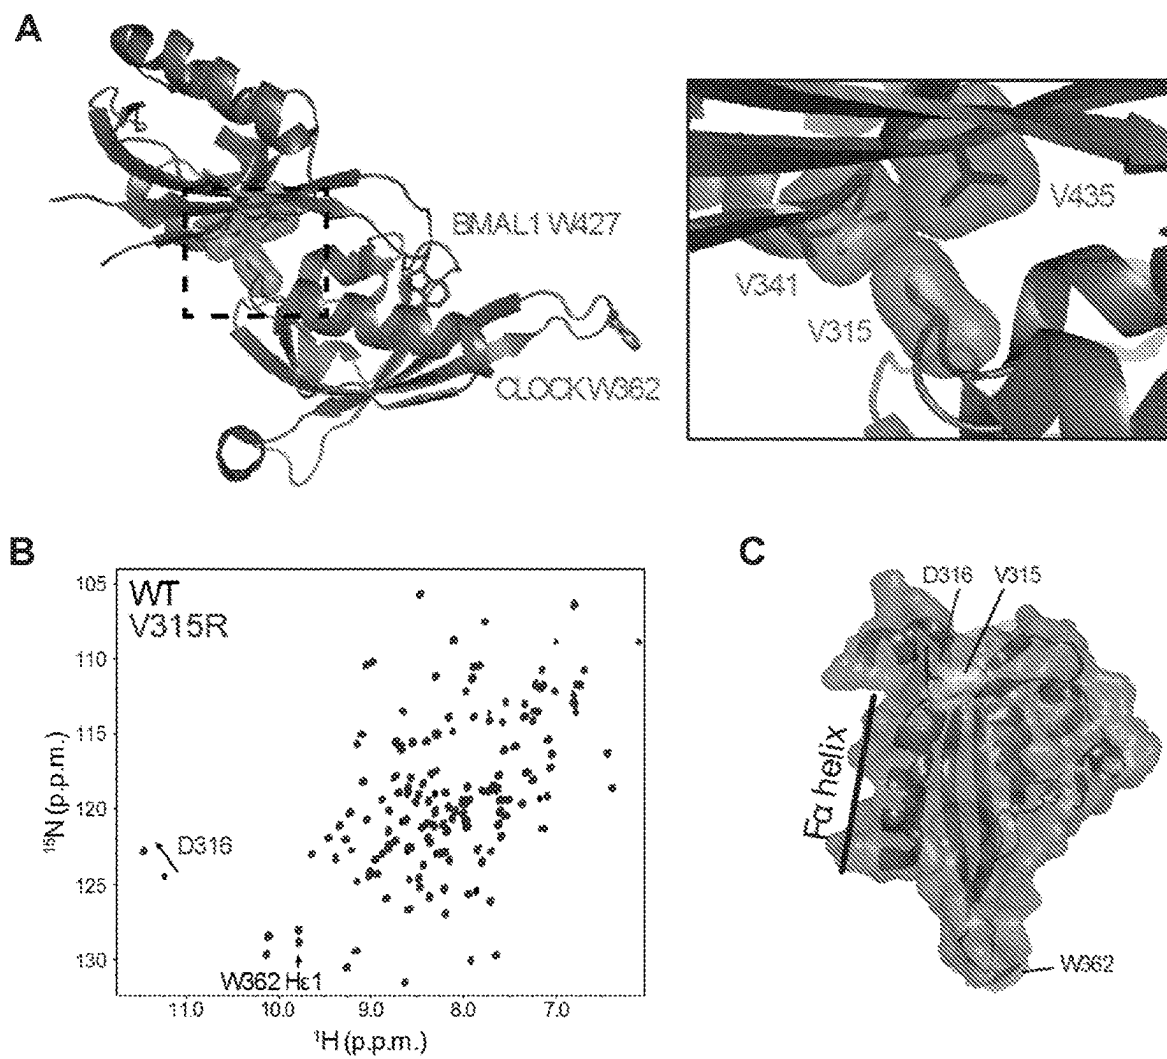 A
BMAL1 W427
CLOCK W362
V435
V341
V315
B
WT
V315R
105
110
115
120
125
130
¹⁵N (p.p.m.)
D316
W362 Hε1
11.0 10.0 9.0 8.0 7.0
¹H (p.p.m.)
C
D316 V315
Fα helix
W362